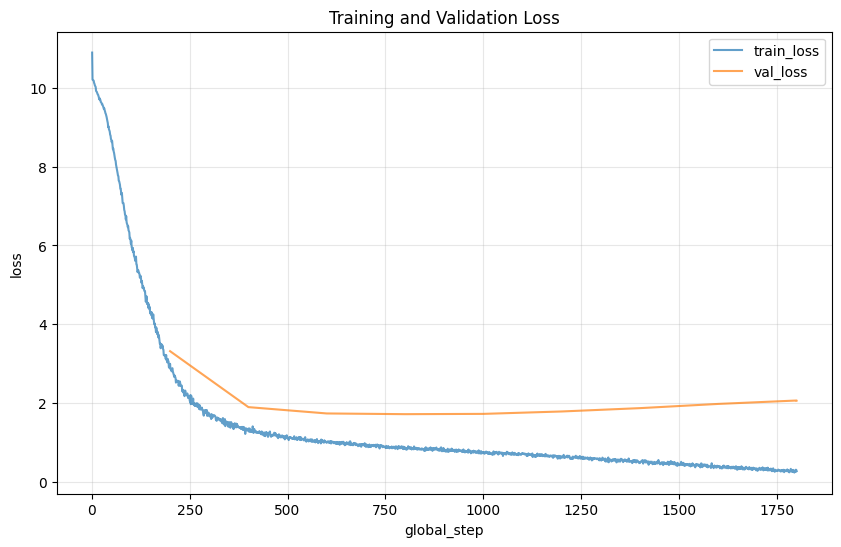 Training and Validation Loss
train_loss
val_loss
loss
10
8
6
4
2
0
0 250 500 750 1000 1250 1500 1750
global_step